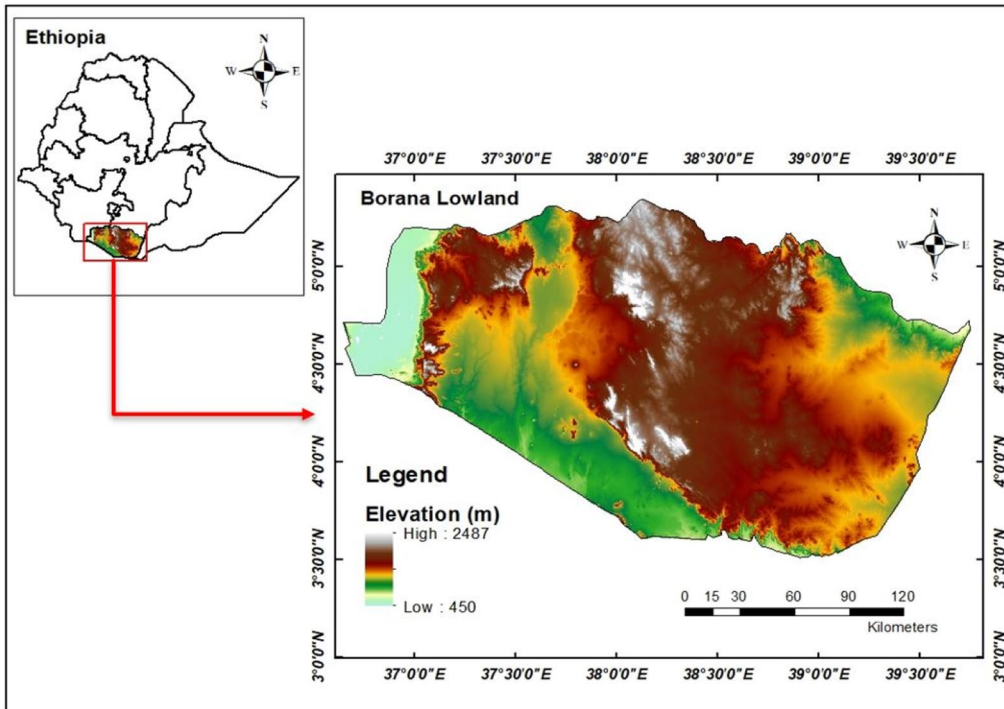 Ethiopia
N
W E
S
37°0'0"E 37°30'0"E 38°0'0"E 38°30'0"E 39°0'0"E 39°30'0"E
Borana Lowland
N
W E
S
5°0'0"N 5°0'0"N
4°30'0"N 4°30'0"N
4°0'0"N 4°0'0"N
3°30'0"N 3°30'0"N
3°0'0"N 3°0'0"N
Legend
Elevation (m)
High : 2487
Low : 450
0 15 30 60 90 120
Kilometers
37°0'0"E 37°30'0"E 38°0'0"E 38°30'0"E 39°0'0"E 39°30'0"E